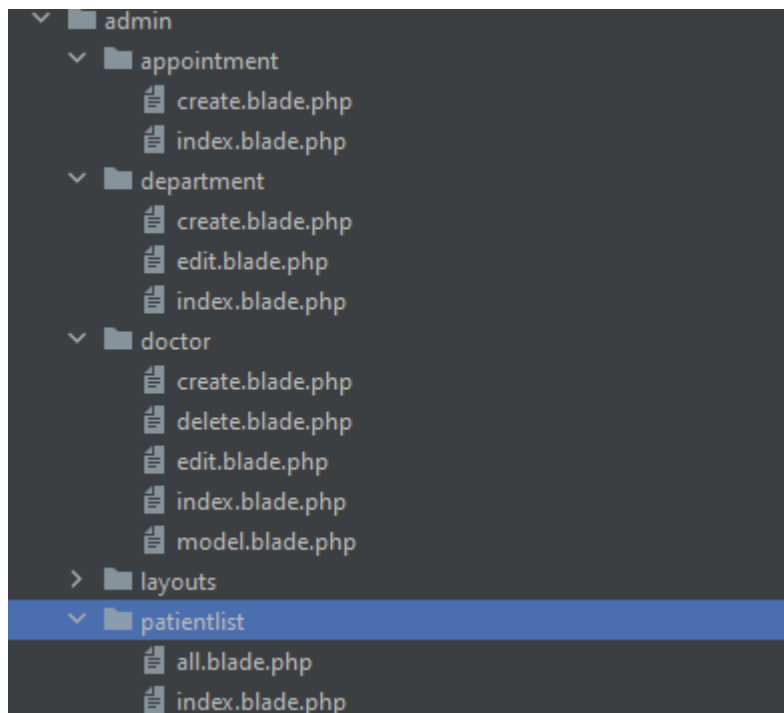 admin
appointment
create.blade.php
index.blade.php
department
create.blade.php
edit.blade.php
index.blade.php
doctor
create.blade.php
delete.blade.php
edit.blade.php
index.blade.php
model.blade.php
layouts
patientlist
all.blade.php
index.blade.php